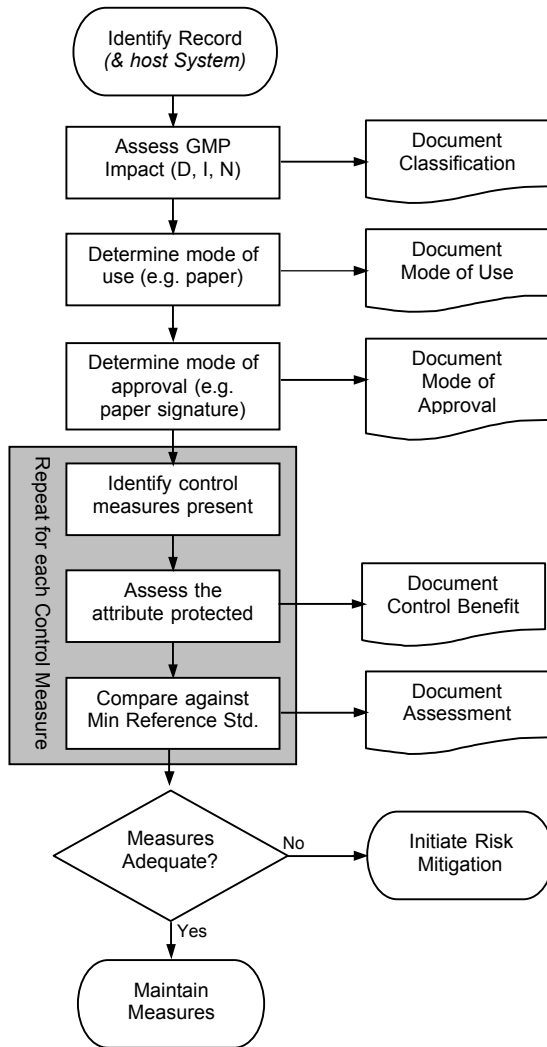 Identify Record
(& host System)
Assess GMP
Impact (D, I, N)
Document
Classification
Determine mode of
use (e.g. paper)
Document
Mode of Use
Determine mode of
approval (e.g.
paper signature)
Document
Mode of
Approval
Repeat for each Control Measure
Identify control
measures present
Assess the
attribute protected
Document
Control Benefit
Compare against
Min Reference Std.
Document
Assessment
Measures
Adequate?
No
Initiate Risk
Mitigation
Yes
Maintain
Measures